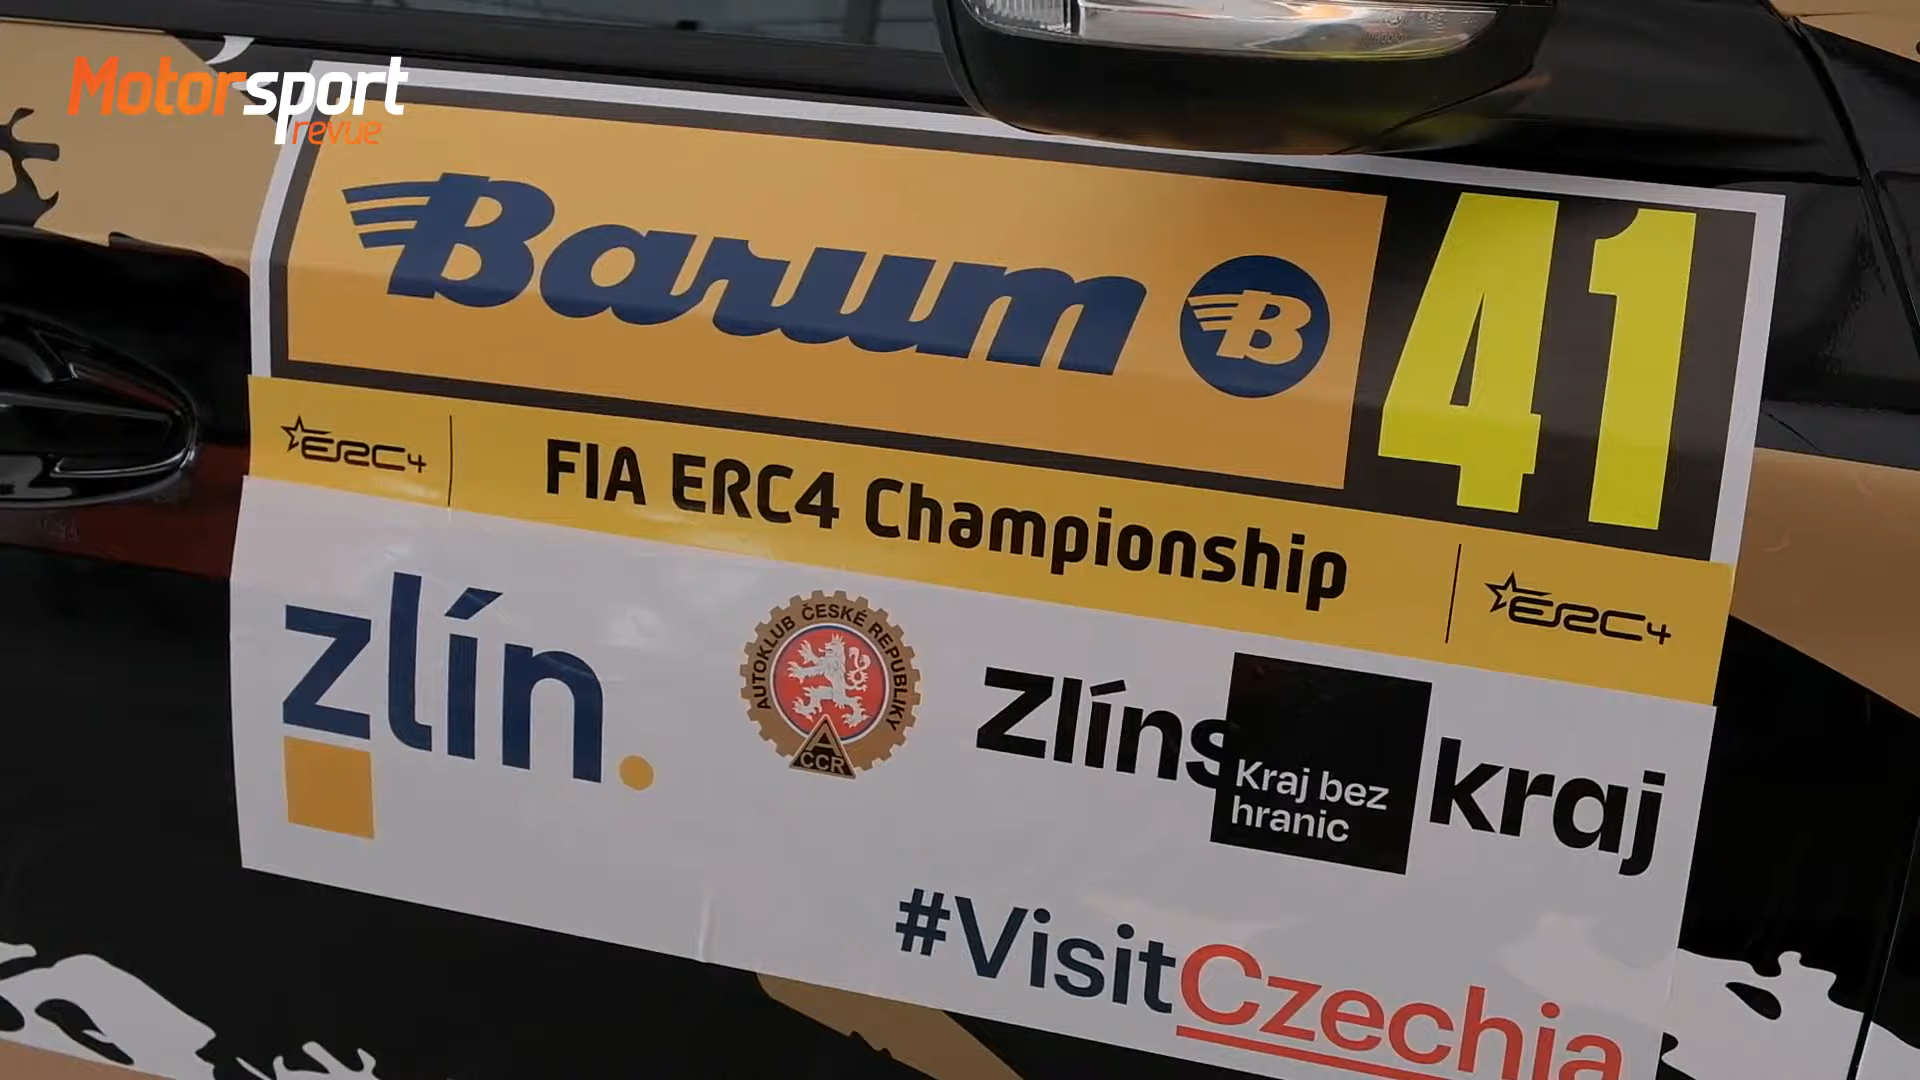 Motorsport
revue
Barum B
41
ERC4
FIA ERC4 Championship
ERC4
zlín.
AUTOKLUB ČESKÉ REPUBLIKY
A
CCR
Zlíns kraj
Kraj bez
hranic
#VisitCzechia